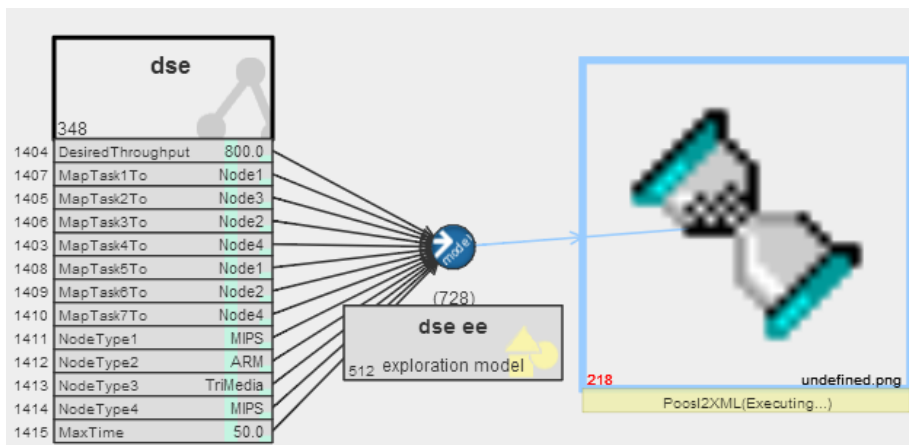 dse
348
1404 DesiredThroughput 800.0
1407 MapTask1To Node1
1405 MapTask2To Node3
1406 MapTask3To Node2
1403 MapTask4To Node4
1408 MapTask5To Node1
1409 MapTask6To Node2
1410 MapTask7To Node4
1411 NodeType1 MIPS
1412 NodeType2 ARM
1413 NodeType3 TriMedia
1414 NodeType4 MIPS
1415 MaxTime 50.0
model
(728)
dse ee
512 exploration model
218 undefined.png
Poosl2XML(Executing...)